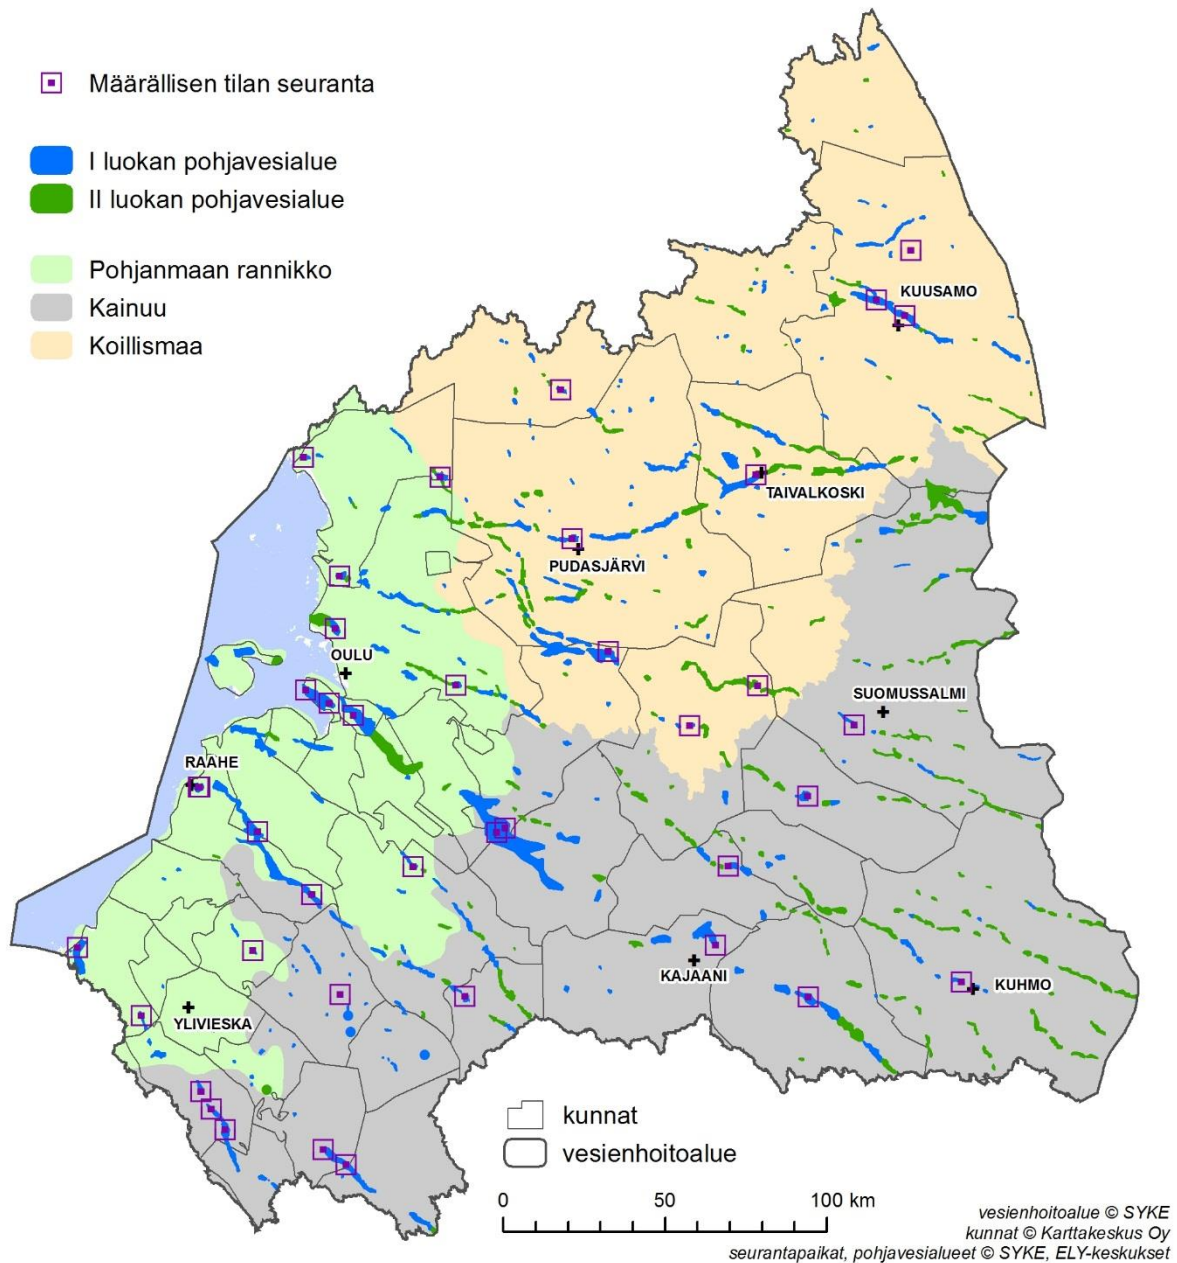 Määrällisen tilan seuranta
I luokan pohjavesialue
II luokan pohjavesialue
Pohjanmaan rannikko
Kainuu
Koillismaa
KUUSAMO
TAIVALKOSKI
PUDASJÄRVI
OULU
SUOMUSSALMI
RAAHE
KAJAANI
KUHMO
YLIVIESKA
kunnat
vesienhoitoalue
0 50 100 km
vesienhoitoalue © SYKE
kunnat © Karttakeskus Oy
seurantapaikat, pohjavesialueet © SYKE, ELY-keskukset